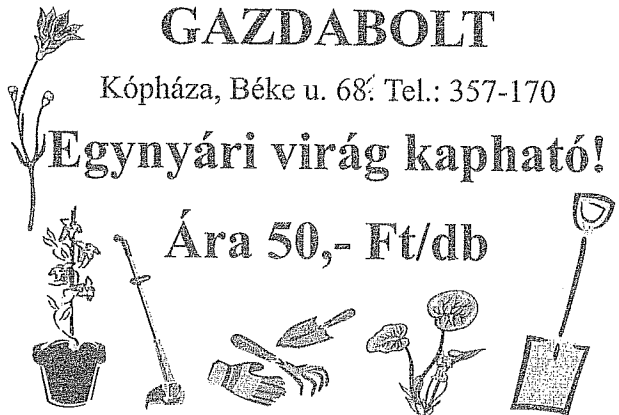 GAZDABOLT
Kópháza, Béke u. 68. Tel.: 357-170
Egynyári virág kapható!
Ára 50,- Ft/db